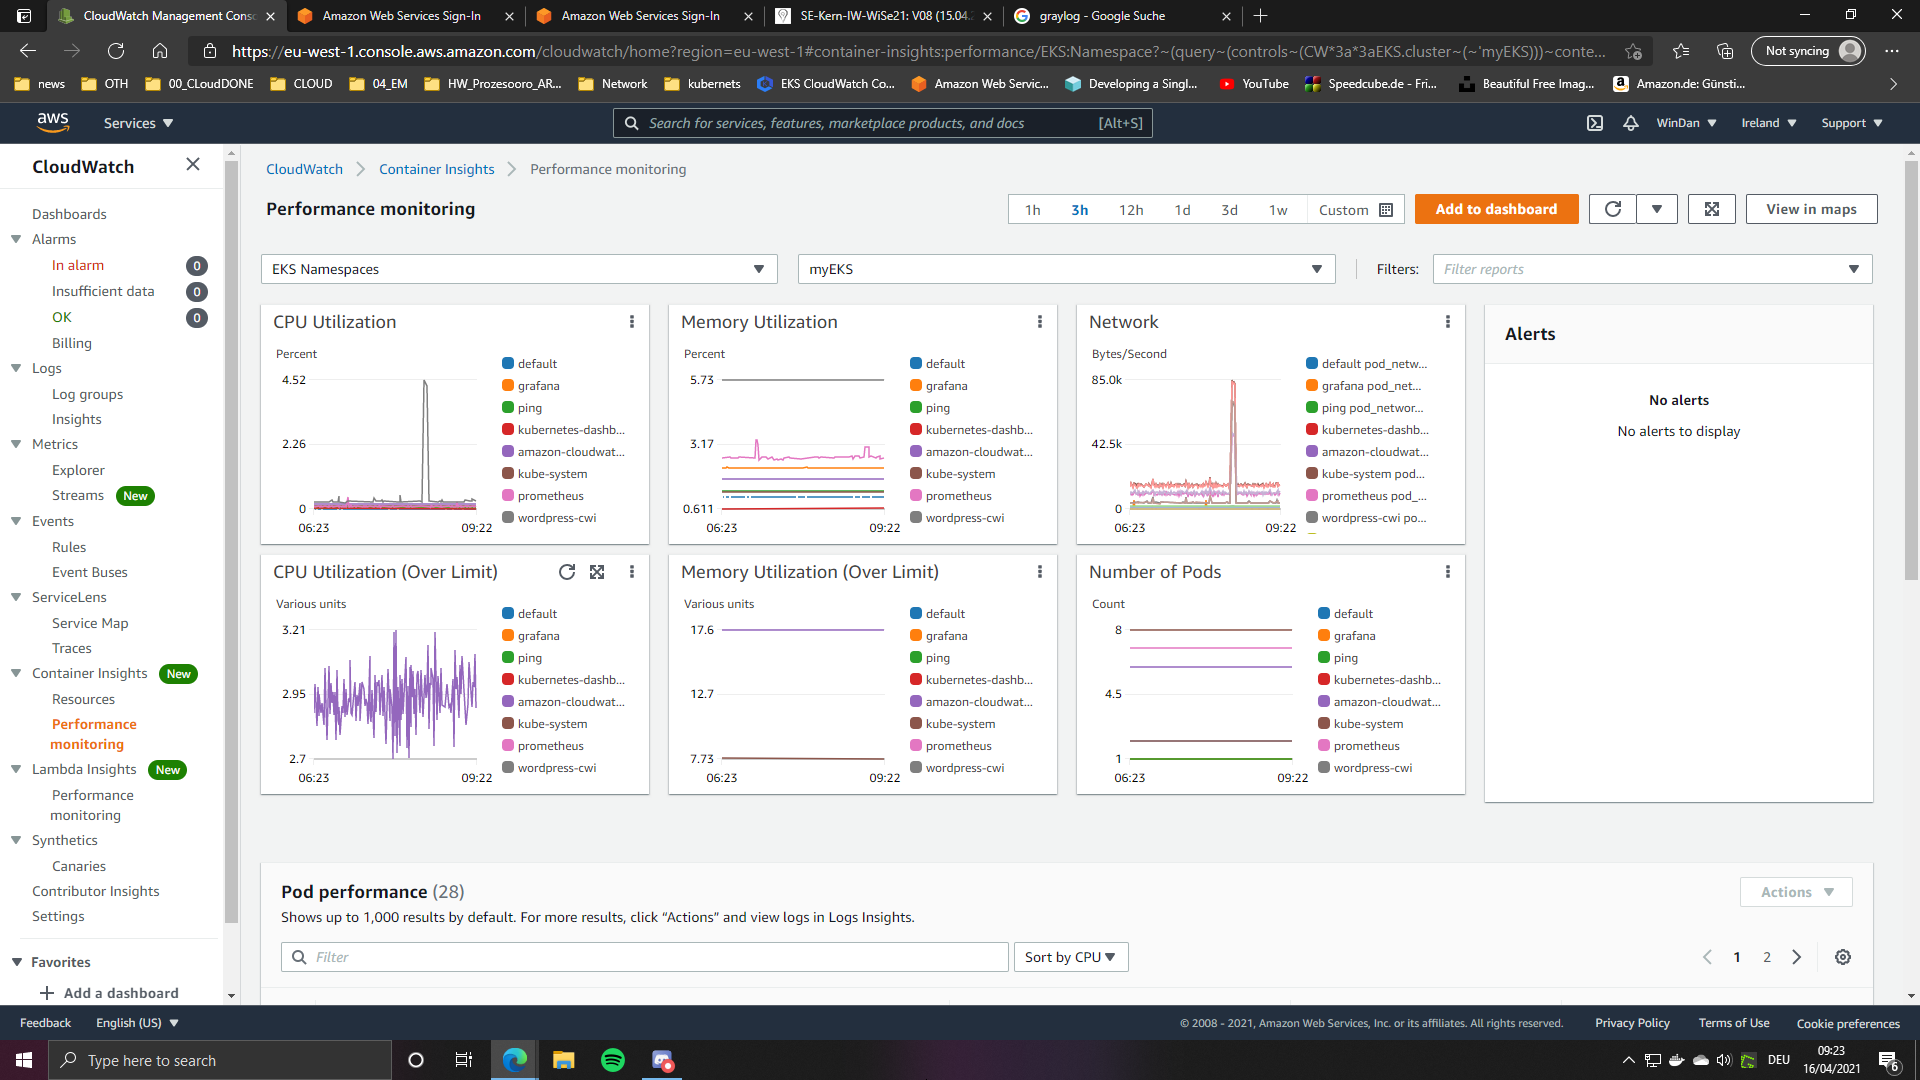 CloudWatch Management Cons
Amazon Web Services Sign-In
Amazon Web Services Sign-In
SE-Kern-IW-WiSe21: V08 (15.04.2
graylog - Google Suche
https://eu-west-1.console.aws.amazon.com/cloudwatch/home?region=eu-west-1#container-insights:performance/EKS:Namespace?~(query~(controls~(CW*3a*3aEKS.cluster~(~'myEKS)))~conte...
Not syncing
news
OTH
00_CLoudDONE
CLOUD
04_EM
HW_Prozesooro_AR...
Network
kubernets
EKS CloudWatch Co...
Amazon Web Servic...
Developing a Singl...
YouTube
Speedcube.de - Fri...
Beautiful Free Imag...
Amazon.de: Günsti...
aws
Services
Search for services, features, marketplace products, and docs
[Alt+S]
WinDan
Ireland
Support
CloudWatch
Dashboards
Alarms
In alarm 0
Insufficient data 0
OK 0
Billing
Logs
Log groups
Insights
Metrics
Explorer
Streams New
Events
Rules
Event Buses
ServiceLens
Service Map
Traces
Container Insights New
Resources
Performance
monitoring
Lambda Insights New
Performance
monitoring
Synthetics
Canaries
Contributor Insights
Settings
Favorites
Add a dashboard
CloudWatch
Container Insights
Performance monitoring
Performance monitoring
1h 3h 12h 1d 3d 1w Custom
Add to dashboard
View in maps
EKS Namespaces
myEKS
Filters:
Filter reports
CPU Utilization
Percent
4.52
2.26
0
06:23
09:22
default
grafana
ping
kubernetes-dashb...
amazon-cloudwat...
kube-system
prometheus
wordpress-cwi
Memory Utilization
Percent
5.73
3.17
0.611
06:23
09:22
default
grafana
ping
kubernetes-dashb...
amazon-cloudwat...
kube-system
prometheus
wordpress-cwi
Network
Bytes/Second
85.0k
42.5k
0
06:23
09:22
default pod_netw...
grafana pod_net...
ping pod_networ...
kubernetes-dashb...
amazon-cloudwat...
kube-system pod...
prometheus pod_...
wordpress-cwi po...
Alerts
No alerts
No alerts to display
CPU Utilization (Over Limit)
Various units
3.21
2.95
2.7
06:23
09:22
default
grafana
ping
kubernetes-dashb...
amazon-cloudwat...
kube-system
prometheus
wordpress-cwi
Memory Utilization (Over Limit)
Various units
17.6
12.7
7.73
06:23
09:22
default
grafana
ping
kubernetes-dashb...
amazon-cloudwat...
kube-system
prometheus
wordpress-cwi
Number of Pods
Count
8
4.5
1
06:23
09:22
default
grafana
ping
kubernetes-dashb...
amazon-cloudwat...
kube-system
prometheus
wordpress-cwi
Pod performance (28)
Actions
Shows up to 1,000 results by default. For more results, click “Actions” and view logs in Logs Insights.
Filter
Sort by CPU
1 2
Feedback
English (US)
© 2008 - 2021, Amazon Web Services, Inc. or its affiliates. All rights reserved.
Privacy Policy
Terms of Use
Cookie preferences
Type here to search
DEU
09:23
16/04/2021
6